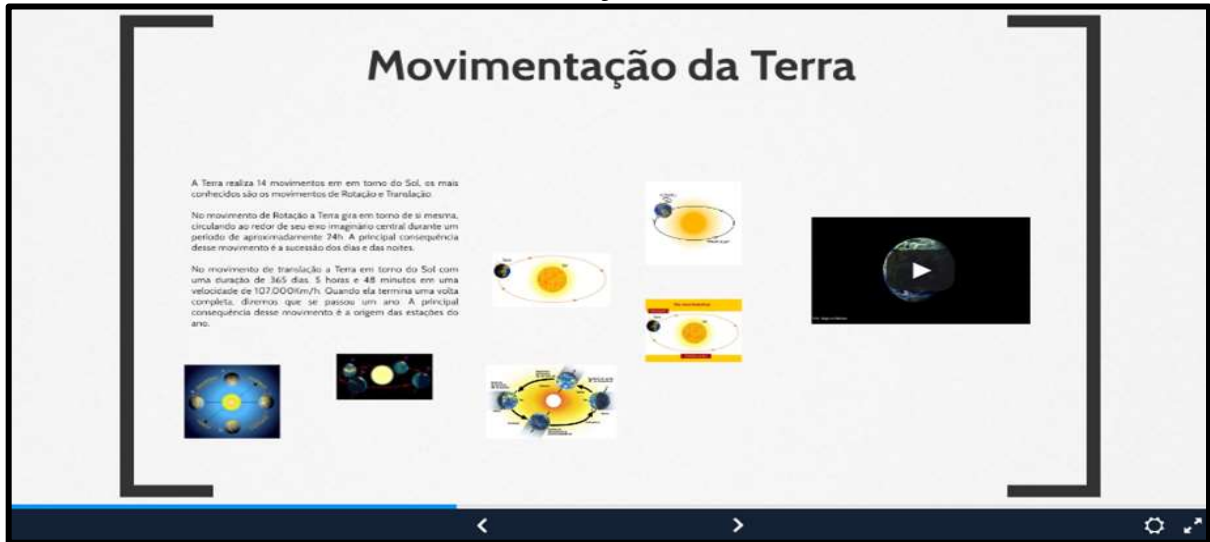 Movimentação da Terra
A Terra realiza 14 movimentos em em torno do Sol, os mais
conhecidos são os movimentos de Rotação e Translação.
No movimento de Rotação a Terra gira em torno de si mesma,
circulando ao redor de seu eixo imaginário central durante um
período de aproximadamente 24h. A principal consequência
desse movimento é a sucessão dos dias e das noites.
No movimento de translação a Terra em torno do Sol com
uma duração de 365 dias 5 horas e 48 minutos em uma
velocidade de 107.000Km/h. Quando ela termina uma volta
completa, diremos que se passou um ano. A principal
consequência desse movimento é a origem das estações do
ano.